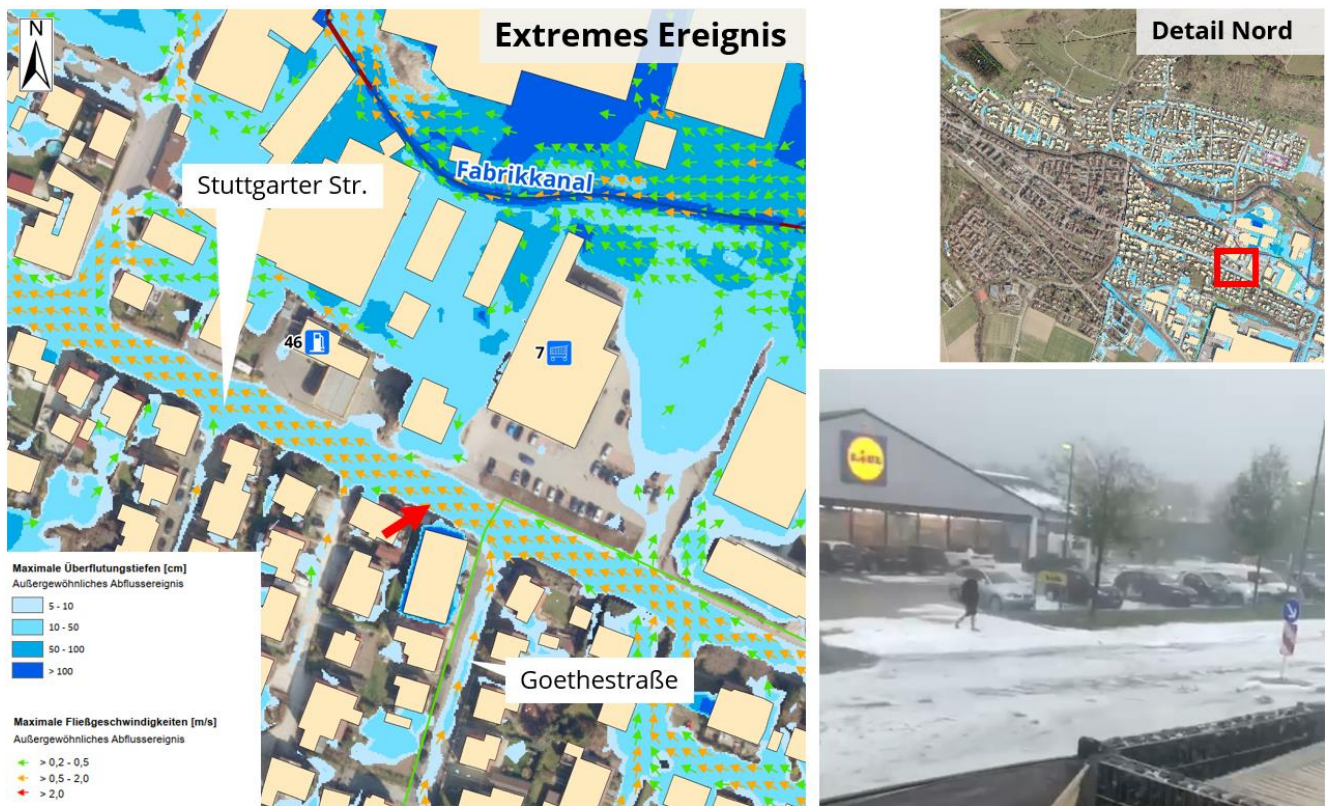 N
Extremes Ereignis
Fabrikkanal
Stuttgarter Str.
46
7
Goethestraße
Maximale Überflutungstiefen [cm]
Außergewöhnliches Abflussereignis
5 - 10
10 - 50
50 - 100
> 100
Maximale Fließgeschwindigkeiten [m/s]
Außergewöhnliches Abflussereignis
> 0,2 - 0,5
> 0,5 - 2,0
> 2,0
Detail Nord
LIDL